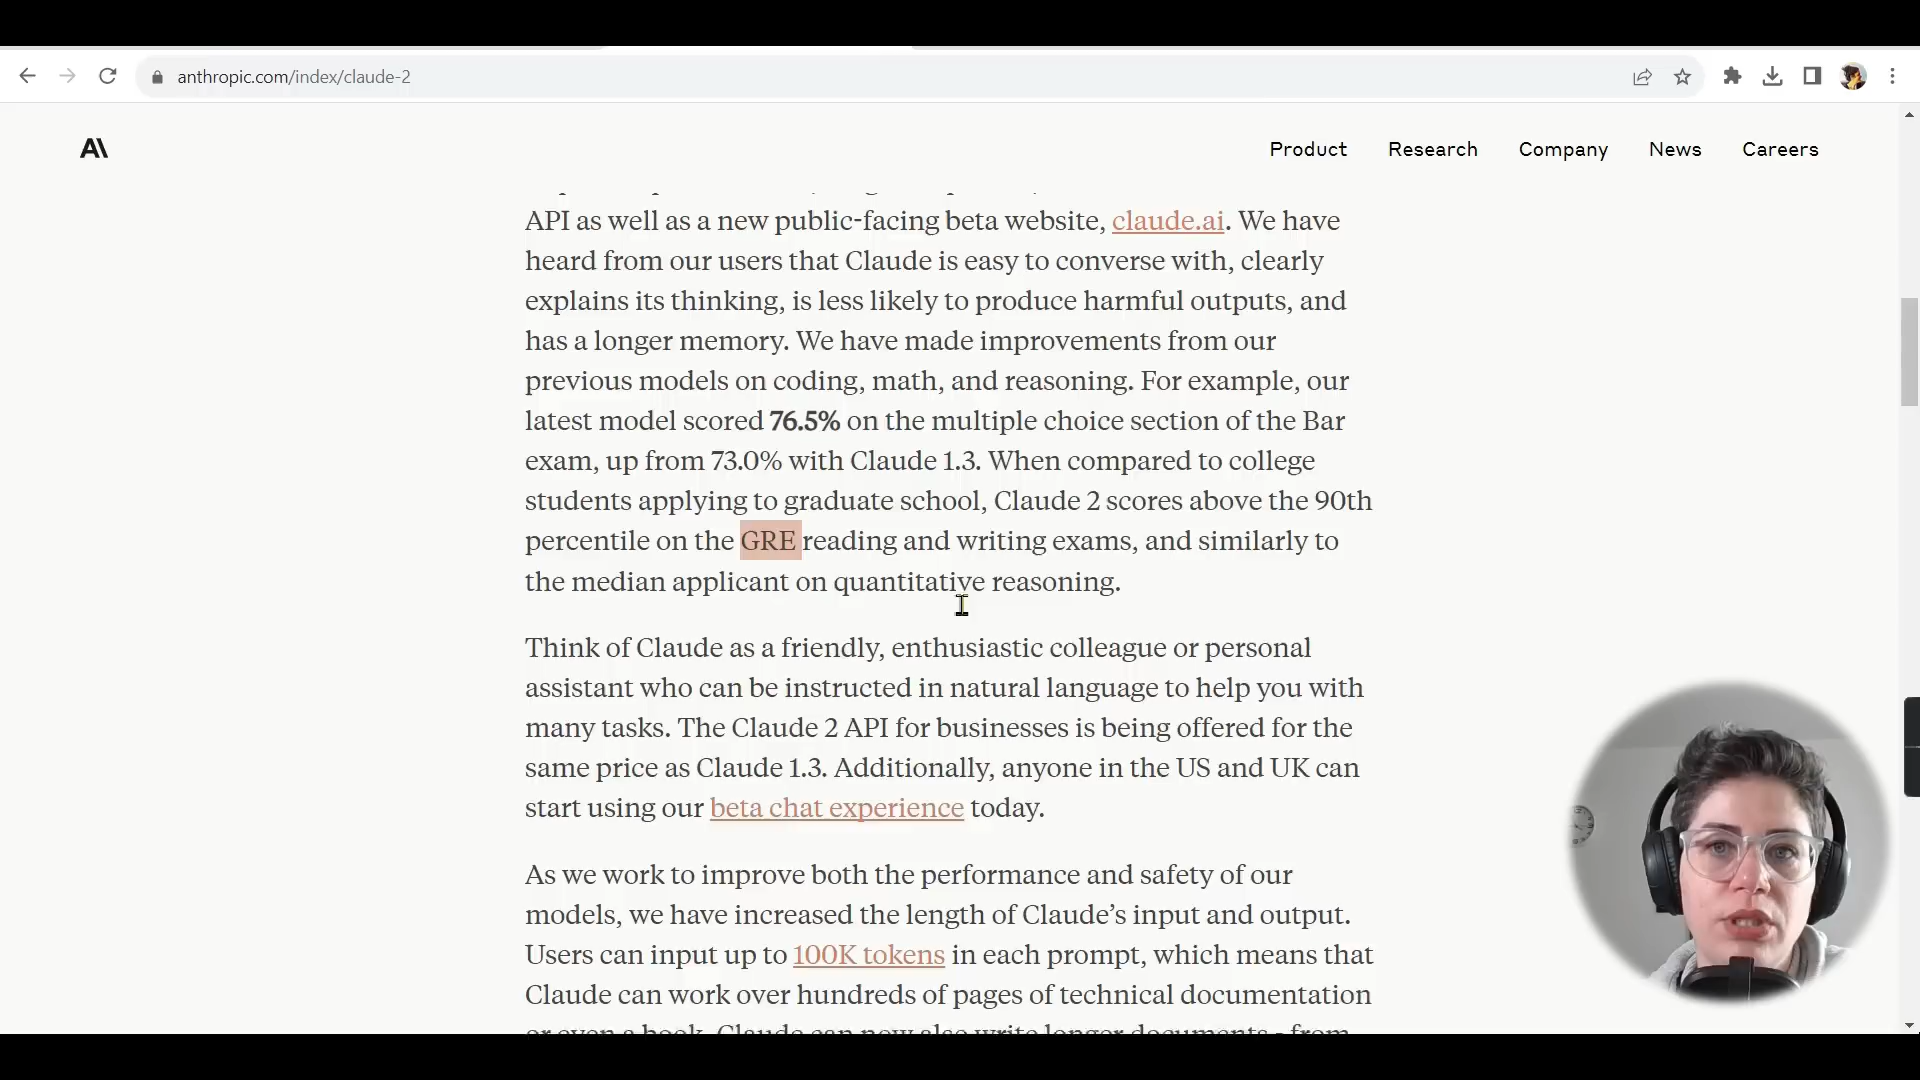 anthropic.com/index/claude-2
A\
Product Research Company News Careers
API as well as a new public-facing beta website, claude.ai. We have
heard from our users that Claude is easy to converse with, clearly
explains its thinking, is less likely to produce harmful outputs, and
has a longer memory. We have made improvements from our
previous models on coding, math, and reasoning. For example, our
latest model scored 76.5% on the multiple choice section of the Bar
exam, up from 73.0% with Claude 1.3. When compared to college
students applying to graduate school, Claude 2 scores above the 90th
percentile on the GRE reading and writing exams, and similarly to
the median applicant on quantitative reasoning.
Think of Claude as a friendly, enthusiastic colleague or personal
assistant who can be instructed in natural language to help you with
many tasks. The Claude 2 API for businesses is being offered for the
same price as Claude 1.3. Additionally, anyone in the US and UK can
start using our beta chat experience today.
As we work to improve both the performance and safety of our
models, we have increased the length of Claude’s input and output.
Users can input up to 100K tokens in each prompt, which means that
Claude can work over hundreds of pages of technical documentation
or even a book. Claude can now also write longer documents - from